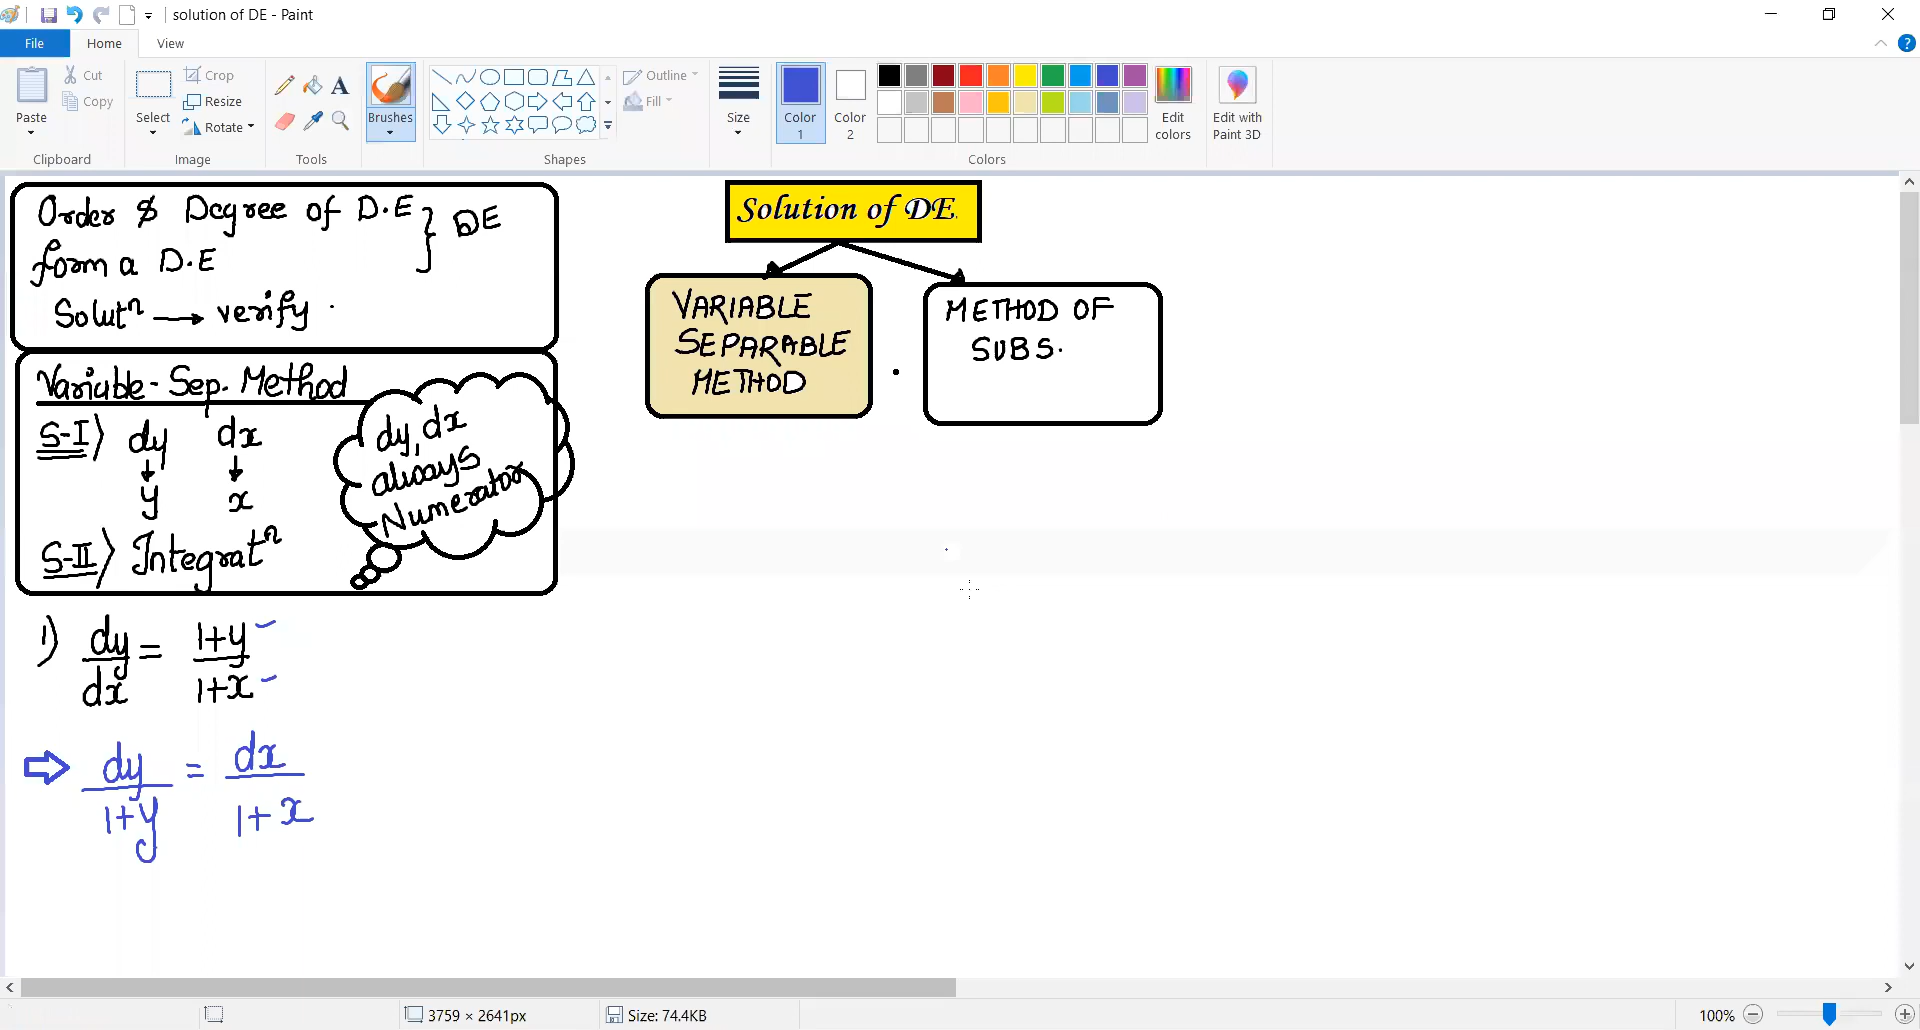 solution of DE - Paint
File Home View
Paste
Cut
Copy
Clipboard
Select
Crop
Resize
Rotate
Image
Tools
Brushes
Outline
Fill
Shapes
Size
Color 1
Color 2
Colors
Edit colors
Edit with Paint 3D
Order & Degree of D.E } DE
form a D.E
Solutⁿ → verify .
Variable-Sep. Method
S-I) dy dx
↓ ↓
y x
S-II) Integratⁿ
dy, dx
always
Numerator
1) dy/dx = 1+y/1+x
⇒ dy/1+y = dx/1+x
Solution of DE.
VARIABLE
SEPARABLE
METHOD
METHOD OF
SUBS.
3759 × 2641px
Size: 74.4KB
100%